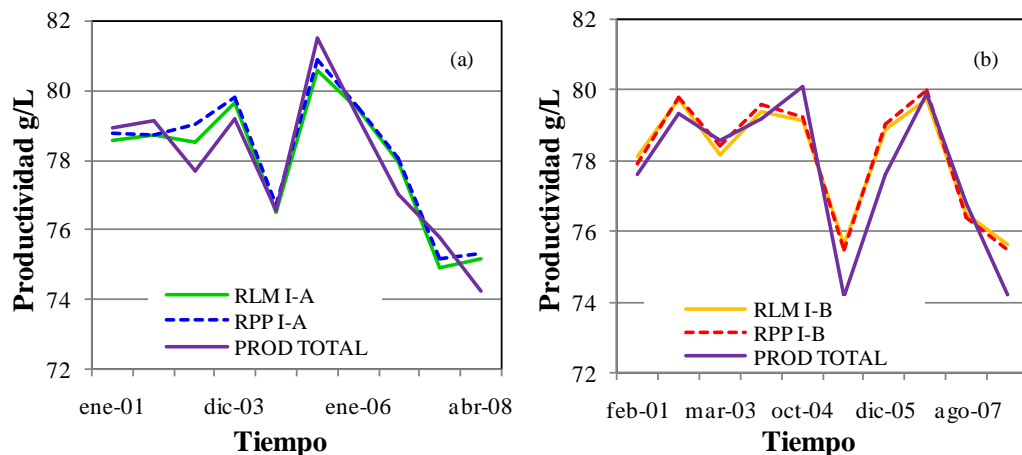 82
80
78
76
74
72
Productividad g/L
(a)
RLM I-A
RPP I-A
PROD TOTAL
ene-01 dic-03 ene-06 abr-08
Tiempo
82
80
78
76
74
72
Productividad g/L
(b)
RLM I-B
RPP I-B
PROD TOTAL
feb-01 mar-03 oct-04 dic-05 ago-07
Tiempo